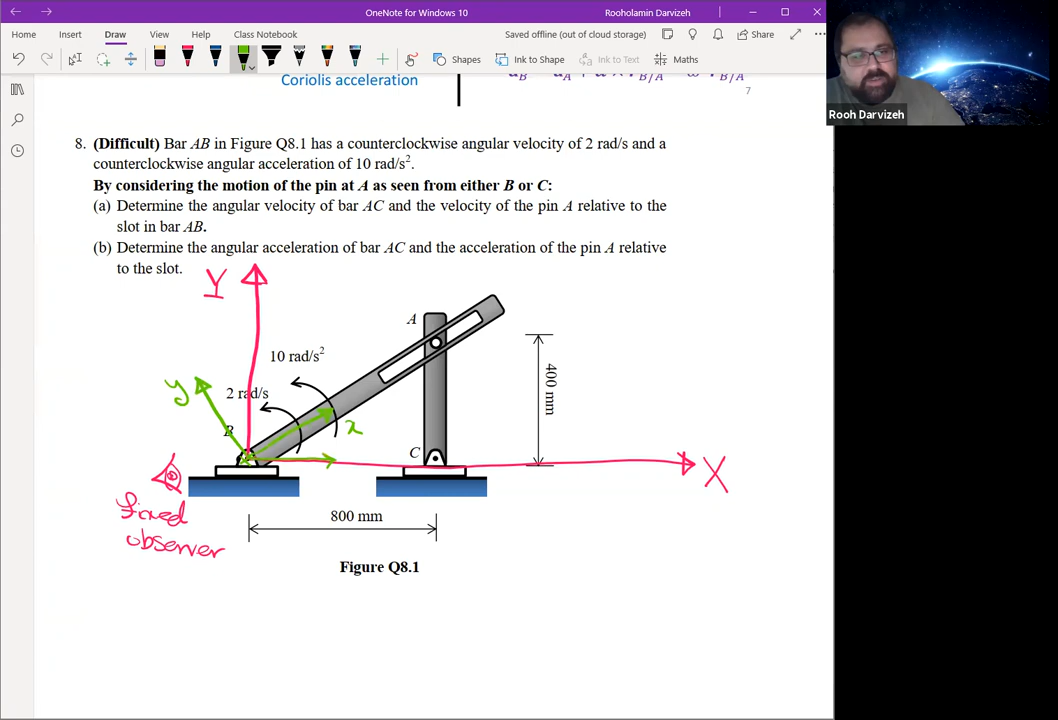 OneNote for Windows 10
Rooholamin Darvizeh
Home
Insert
Draw
View
Help
Class Notebook
Saved offline (out of cloud storage)
Share
Shapes
Ink to Shape
Ink to Text
Maths
Coriolis acceleration
7
8. (Difficult) Bar AB in Figure Q8.1 has a counterclockwise angular velocity of 2 rad/s and a
counterclockwise angular acceleration of 10 rad/s².
By considering the motion of the pin at A as seen from either B or C:
(a) Determine the angular velocity of bar AC and the velocity of the pin A relative to the
slot in bar AB.
(b) Determine the angular acceleration of bar AC and the acceleration of the pin A relative
to the slot.
Y
A
10 rad/s²
400 mm
y
2 rad/s
B
x
C
X
fixed
observer
800 mm
Figure Q8.1
Rooh Darvizeh